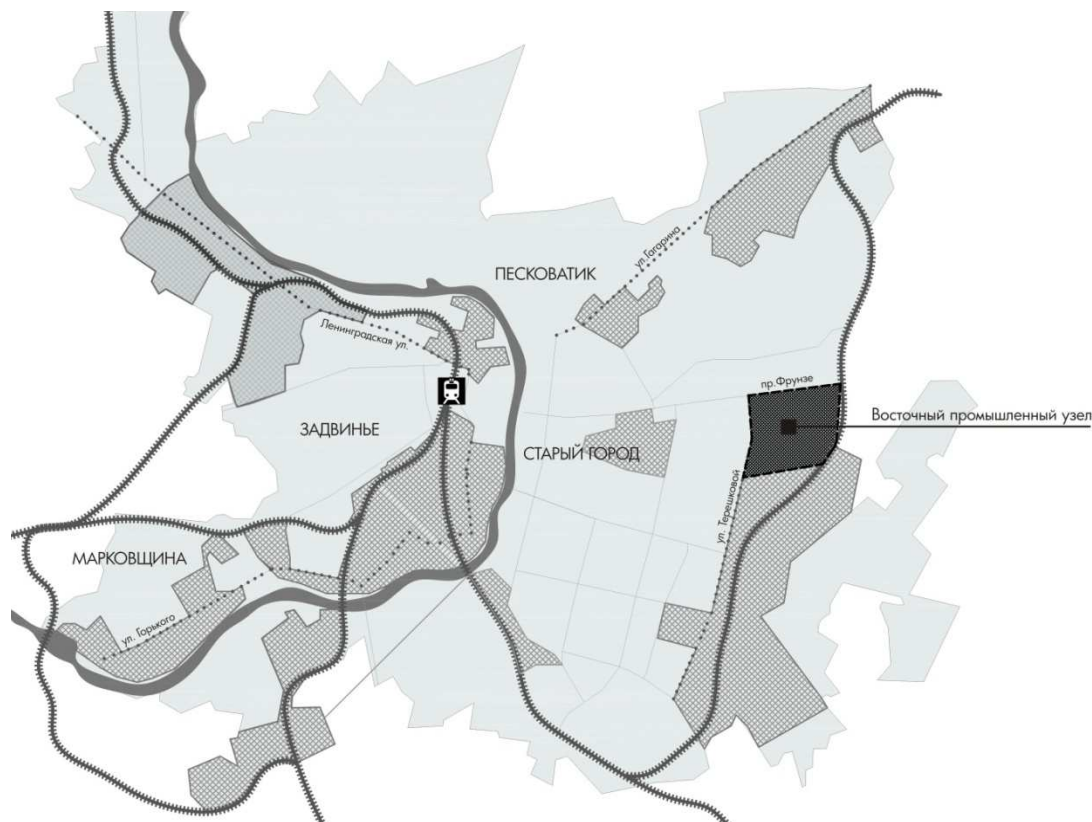 ул.Гагарина
ПЕСКОВАТИК
Ленинградская ул.
пр.Фрунзе
Восточный промышленный узел
ЗАДВИНЬЕ
СТАРЫЙ ГОРОД
ул. Терешковой
МАРКОВЩИНА
ул. Горького